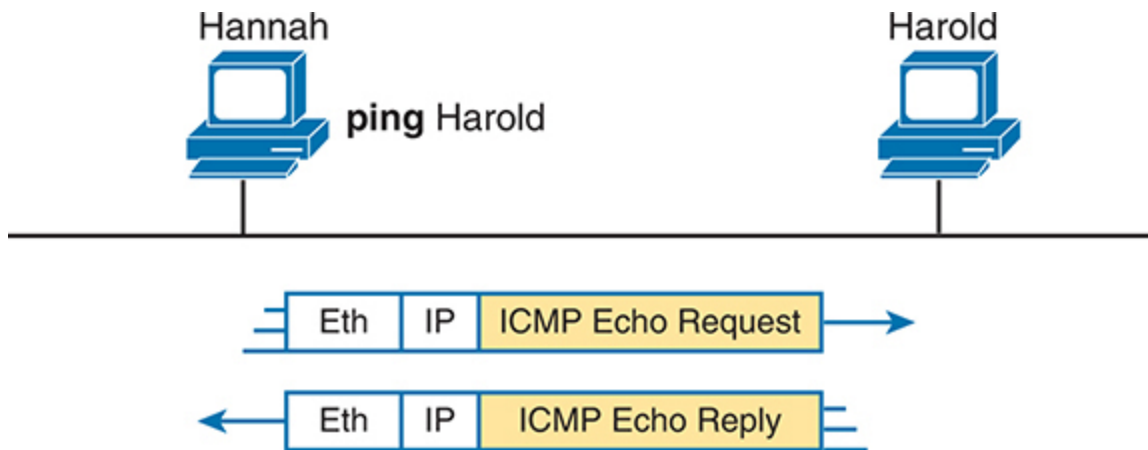 Hannah
Harold
ping Harold
Eth IP ICMP Echo Request
Eth IP ICMP Echo Reply